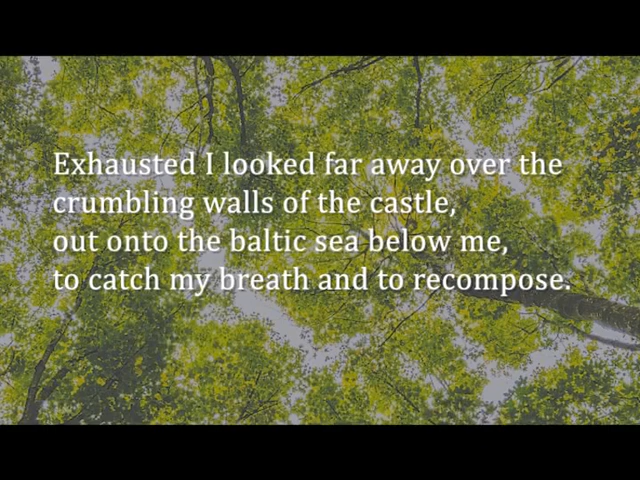 Exhausted I looked far away over the
crumbling walls of the castle,
out onto the baltic sea below me,
to catch my breath and to recompose.